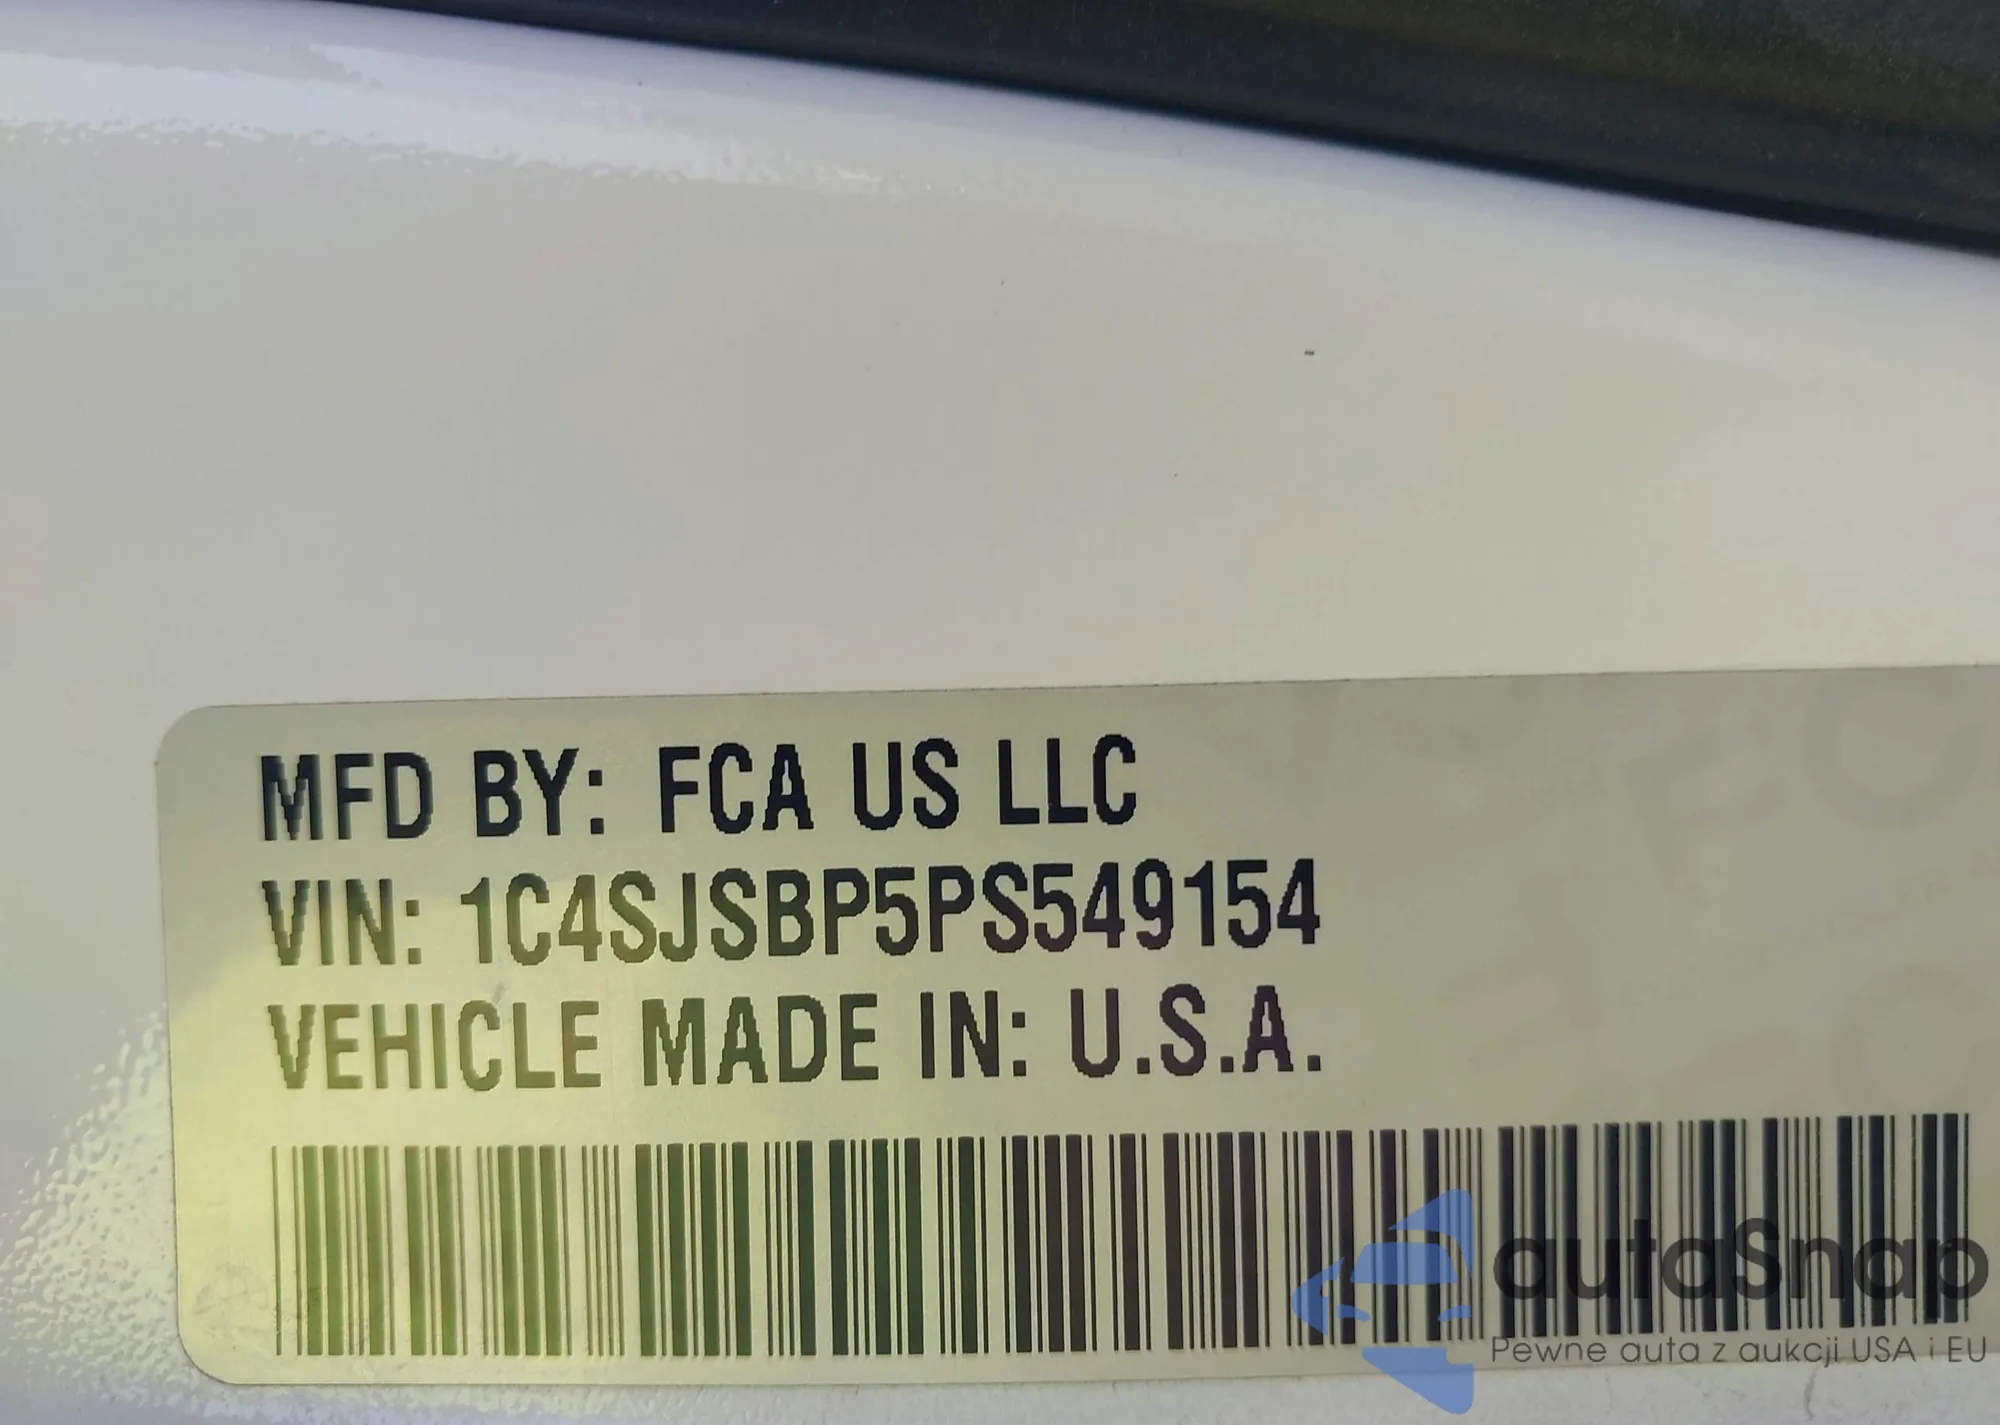 MFD BY: FCA US LLC
VIN: 1C4SJSBP5PS549154
VEHICLE MADE IN: U.S.A.
autaSnap
Pewne auta z aukcji USA i EU